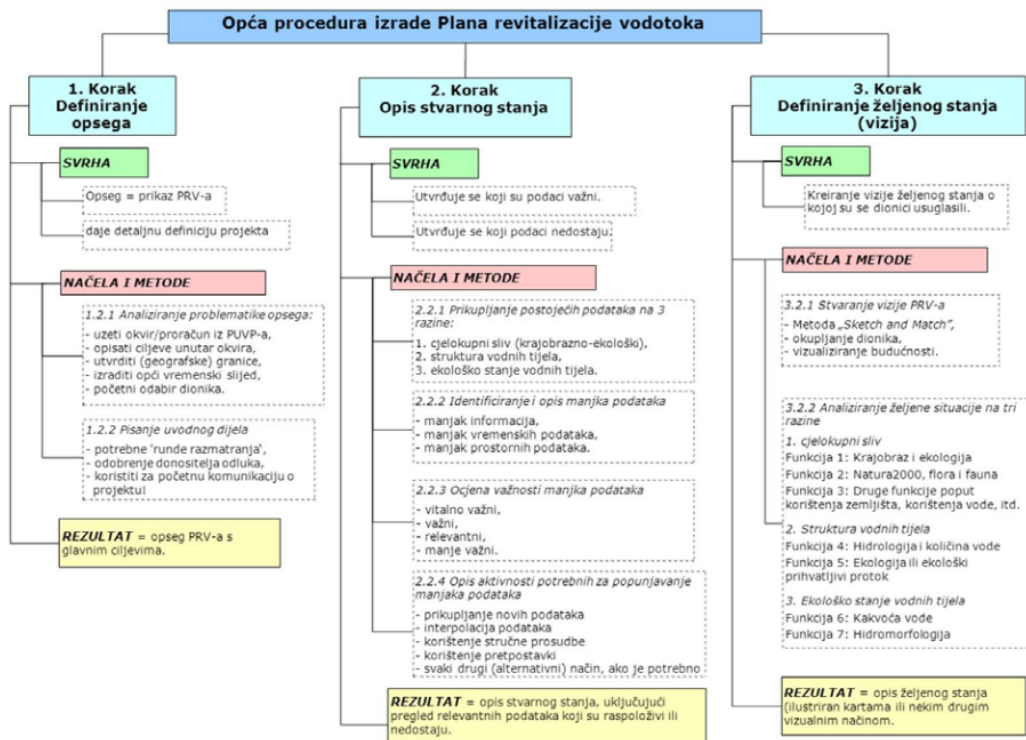 Opća procedura izrade Plana revitalizacije vodotoka
1. Korak
Definiranje
opsega
SVRHA
Opseg = prikaz PRV-a
daje detaljnu definiciju projekta
NAČELA I METODE
1.2.1 Analiziranje problematike opsega:
- uzeti okvir/proračun iz PUVP-a,
- opisati ciljeve unutar okvira,
- utvrditi (geografske) granice,
- izraditi opći vremenski slijed,
- početni odabir dionika.
1.2.2 Pisanje uvodnog dijela
- potrebne 'runde razmatranja',
- odobrenje donositelja odluka,
- koristiti za početnu komunikaciju o
projektu!
REZULTAT = opseg PRV-a s
glavnim ciljevima.
2. Korak
Opis stvarnog stanja
SVRHA
Utvrđuje se koji su podaci važni.
Utvrđuje se koji podaci nedostaju.
NAČELA I METODE
2.2.1 Prikupljanje postojećih podataka na 3
razine:
1. cjelokupni sliv (krajobrazno-ekološki),
2. struktura vodnih tijela,
3. ekološko stanje vodnih tijela.
2.2.2 Identificiranje i opis manjka podataka
- manjak informacija,
- manjak vremenskih podataka,
- manjak prostornih podataka.
2.2.3 Ocjena važnosti manjka podataka
- vitalno važni,
- važni,
- relevantni,
- manje važni.
2.2.4 Opis aktivnosti potrebnih za popunjavanje
manjka podataka
- prikupljanje novih podataka
- interpolacija podataka
- korištenje stručne prosudbe
- korištenje pretpostavki
- svaki drugi (alternativni) način, ako je potrebno
REZULTAT = opis stvarnog stanja, uključujući
pregled relevantnih podataka koji su raspoloživi ili
nedostaju.
3. Korak
Definiranje željenog stanja
(vizija)
SVRHA
Kreiranje vizije željenog stanja o
kojoj su se dionici usuglasili.
NAČELA I METODE
3.2.1 Stvaranje vizije PRV-a
- Metoda „Sketch and Match",
- okupljanje dionika,
- vizualiziranje budućnosti.
3.2.2 Analiziranje željene situacije na tri
razine
1. cjelokupni sliv
Funkcija 1: Krajobraz i ekologija
Funkcija 2: Natura2000, flora i fauna
Funkcija 3: Druge funkcije poput
korištenja zemljišta, korištenja vode, itd.
2. Struktura vodnih tijela
Funkcija 4: Hidrologija i količina vode
Funkcija 5: Ekologija ili ekološki
prihvatljivi protok
3. Ekološko stanje vodnih tijela
Funkcija 6: Kakvoća vode
Funkcija 7: Hidromorfologija
REZULTAT = opis željenog stanja
(ilustriran kartama ili nekim drugim
vizualnim načinom.